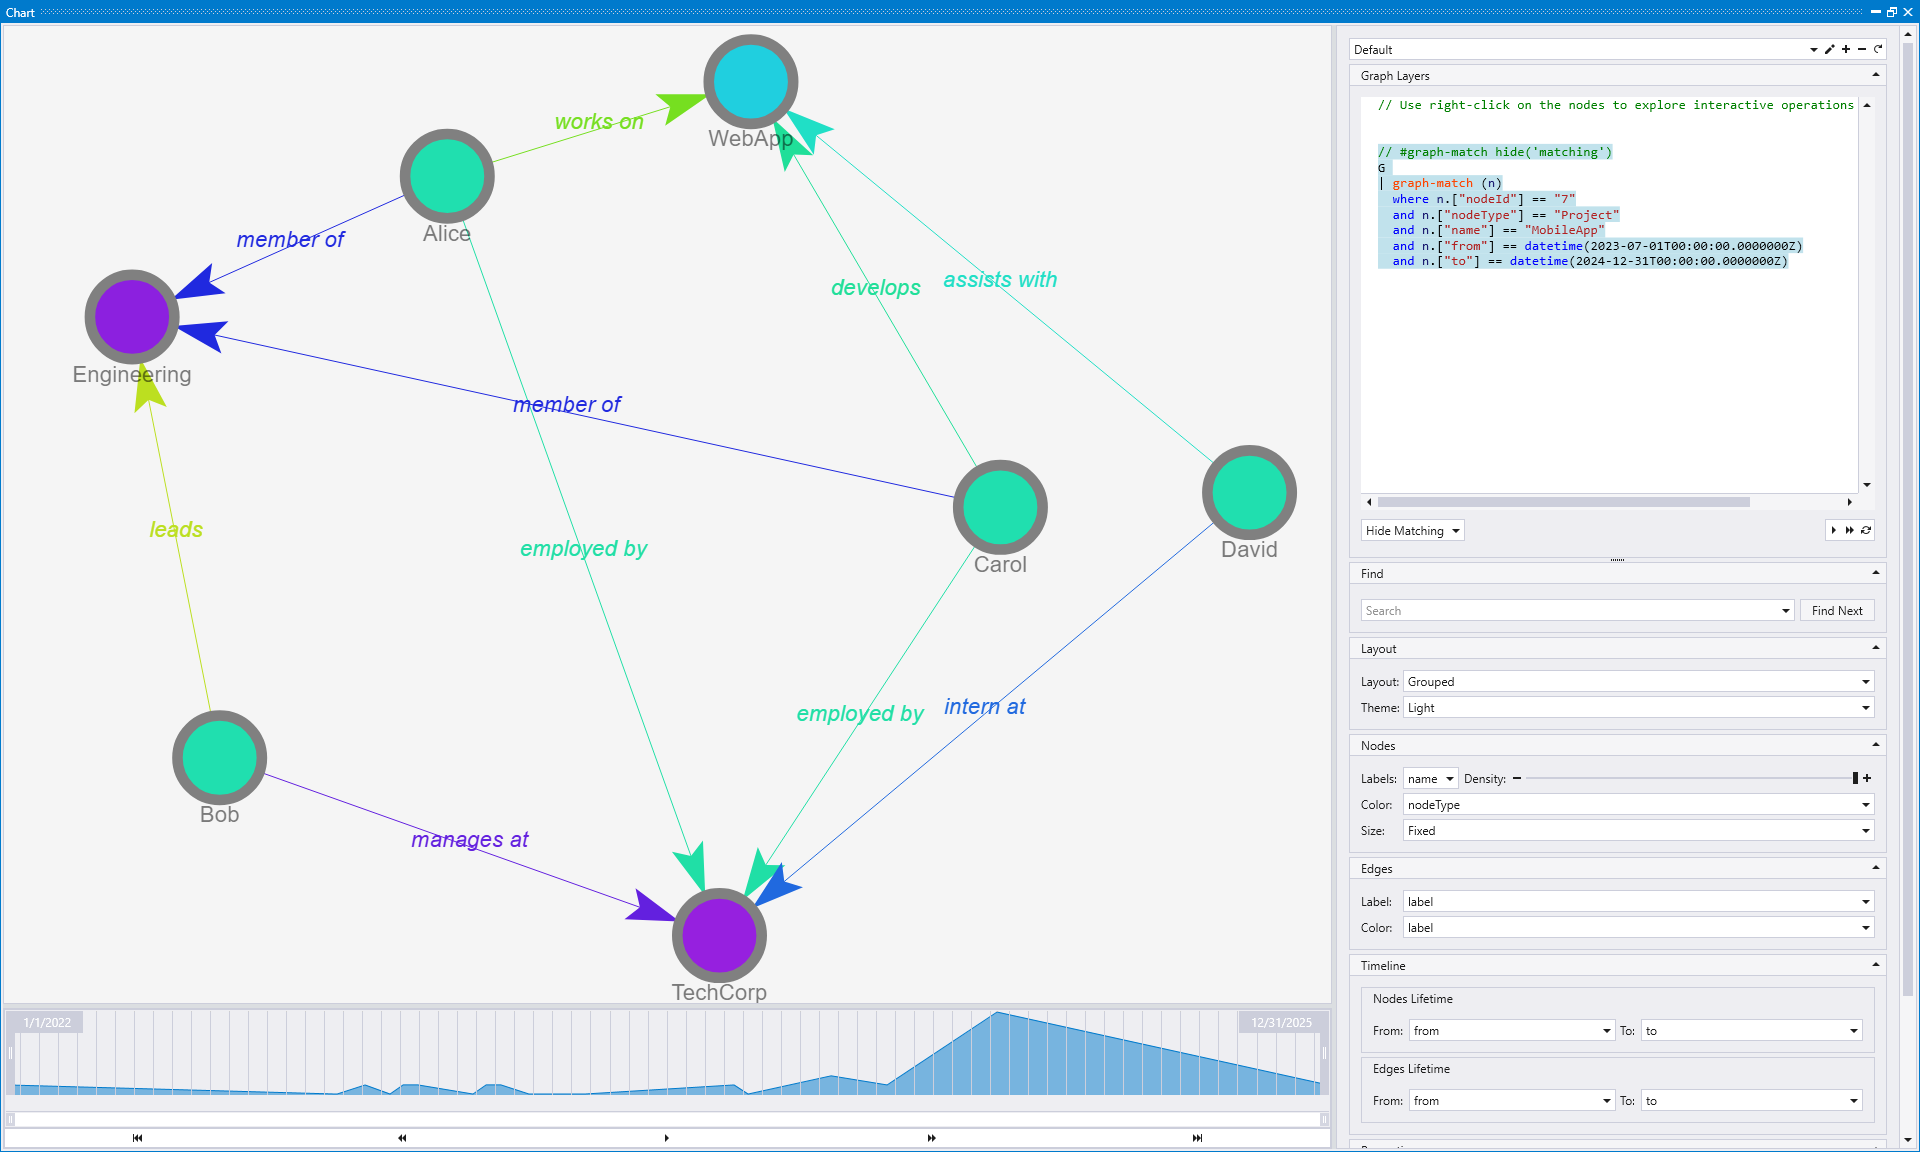 Chart
works on
WebApp
Alice
member of
develops
assists with
Engineering
member of
leads
employed by
Carol
David
employed by
intern at
Bob
manages at
TechCorp
1/1/2022
12/31/2025
Default
Graph Layers
// Use right-click on the nodes to explore interactive operations
// #graph-match hide('matching')
G
| graph-match (n)
where n.["nodeId"] == "7"
and n.["nodeType"] == "Project"
and n.["name"] == "MobileApp"
and n.["from"] == datetime(2023-07-01T00:00:00.0000000Z)
and n.["to"] == datetime(2024-12-31T00:00:00.0000000Z)
Hide Matching
Find
Search
Find Next
Layout
Layout: Grouped
Theme: Light
Nodes
Labels: name Density:
Color: nodeType
Size: Fixed
Edges
Label: label
Color: label
Timeline
Nodes Lifetime
From: from To: to
Edges Lifetime
From: from To: to